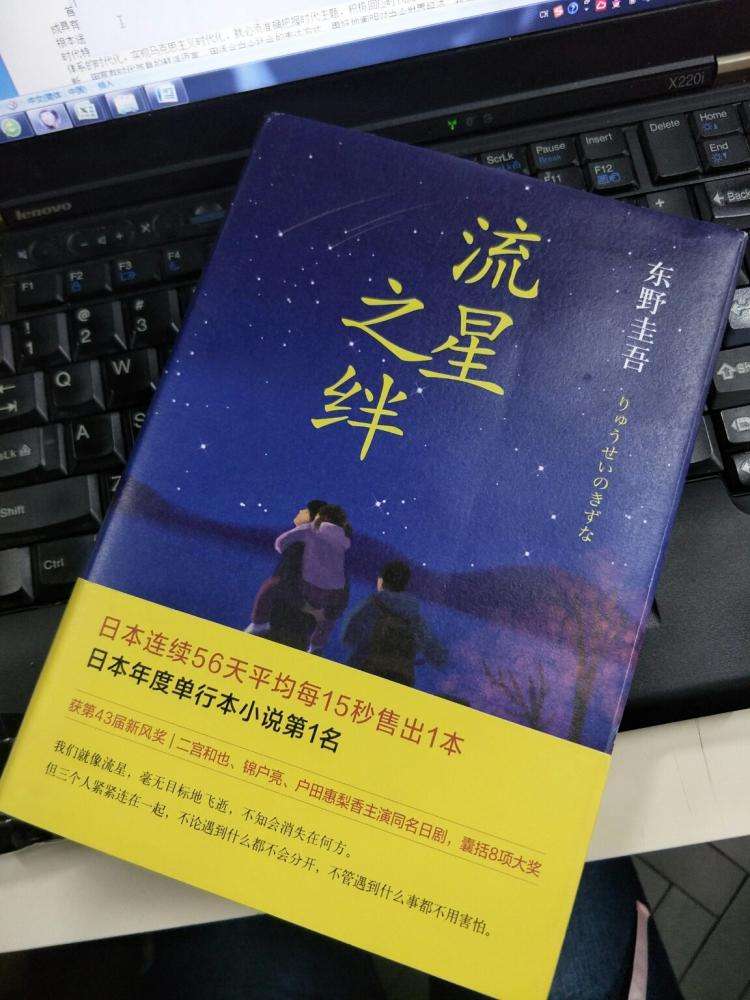 X220i
lenovo
ScrLk
Pause
Break
Insert
Delete
Home
End
F11
F12
Back
F1
F2
F3
F4
!
1
@
2
#
3
Q
W
A
S
Shift
Ctrl
流星
之绊
东野圭吾
りゅうせいのきずな
日本连续56天平均每15秒售出1本
日本年度单行本小说第1名
获第43届新风奖|二宫和也、锦户亮、户田惠梨香主演同名日剧，囊括8项大奖
我们就像流星，毫无目标地飞逝，不知会消失在何方。
但三个人紧紧连在一起，不论遇到什么都不会分开，不管遇到什么事都不用害怕。